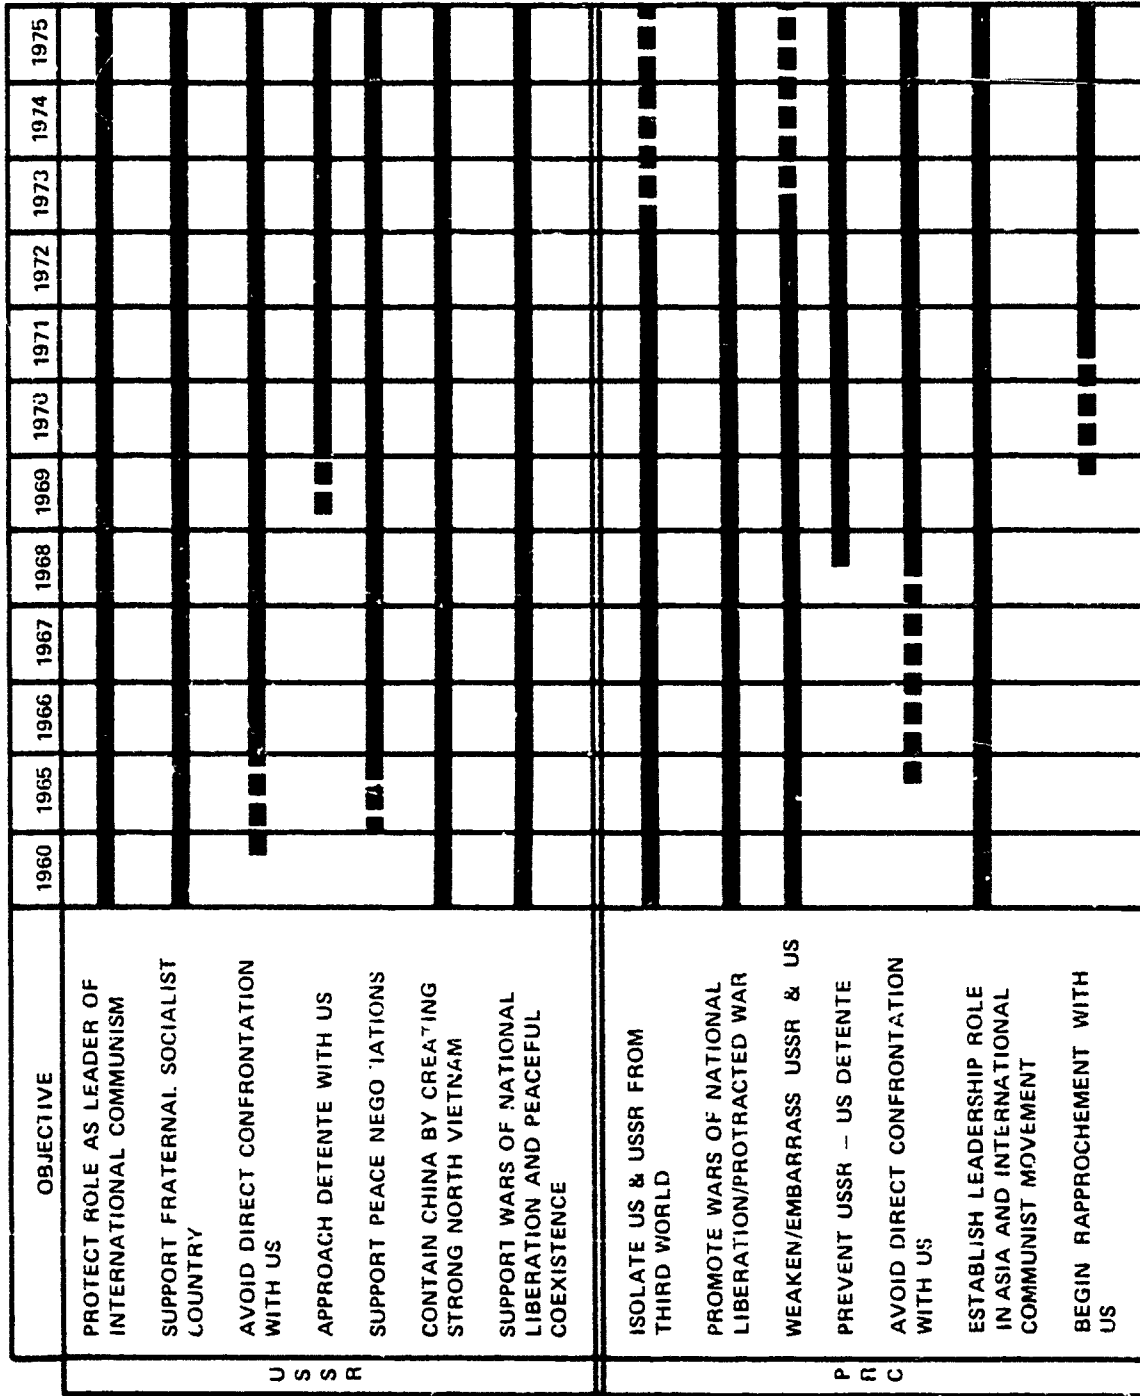 OBJECTIVE 1960 1965 1966 1967 1968 1969 1970 1971 1972 1973 1974 1975
USSR
PROTECT ROLE AS LEADER OF
INTERNATIONAL COMMUNISM
SUPPORT FRATERNAL SOCIALIST
COUNTRY
AVOID DIRECT CONFRONTATION
WITH US
APPROACH DETENTE WITH US
SUPPORT PEACE NEGO IATIONS
CONTAIN CHINA BY CREATING
STRONG NORTH VIETNAM
SUPPORT WARS OF NATIONAL
LIBERATION AND PEACEFUL
COEXISTENCE
PRC
ISOLATE US & USSR FROM
THIRD WORLD
PROMOTE WARS OF NATIONAL
LIBERATION/PROTRACTED WAR
WEAKEN/EMBARRASS USSR & US
PREVENT USSR – US DETENTE
AVOID DIRECT CONFRONTATION
WITH US
ESTABLISH LEADERSHIP ROLE
IN ASIA AND INTERNATIONAL
COMMUNIST MOVEMENT
BEGIN RAPPROCHEMENT WITH
US